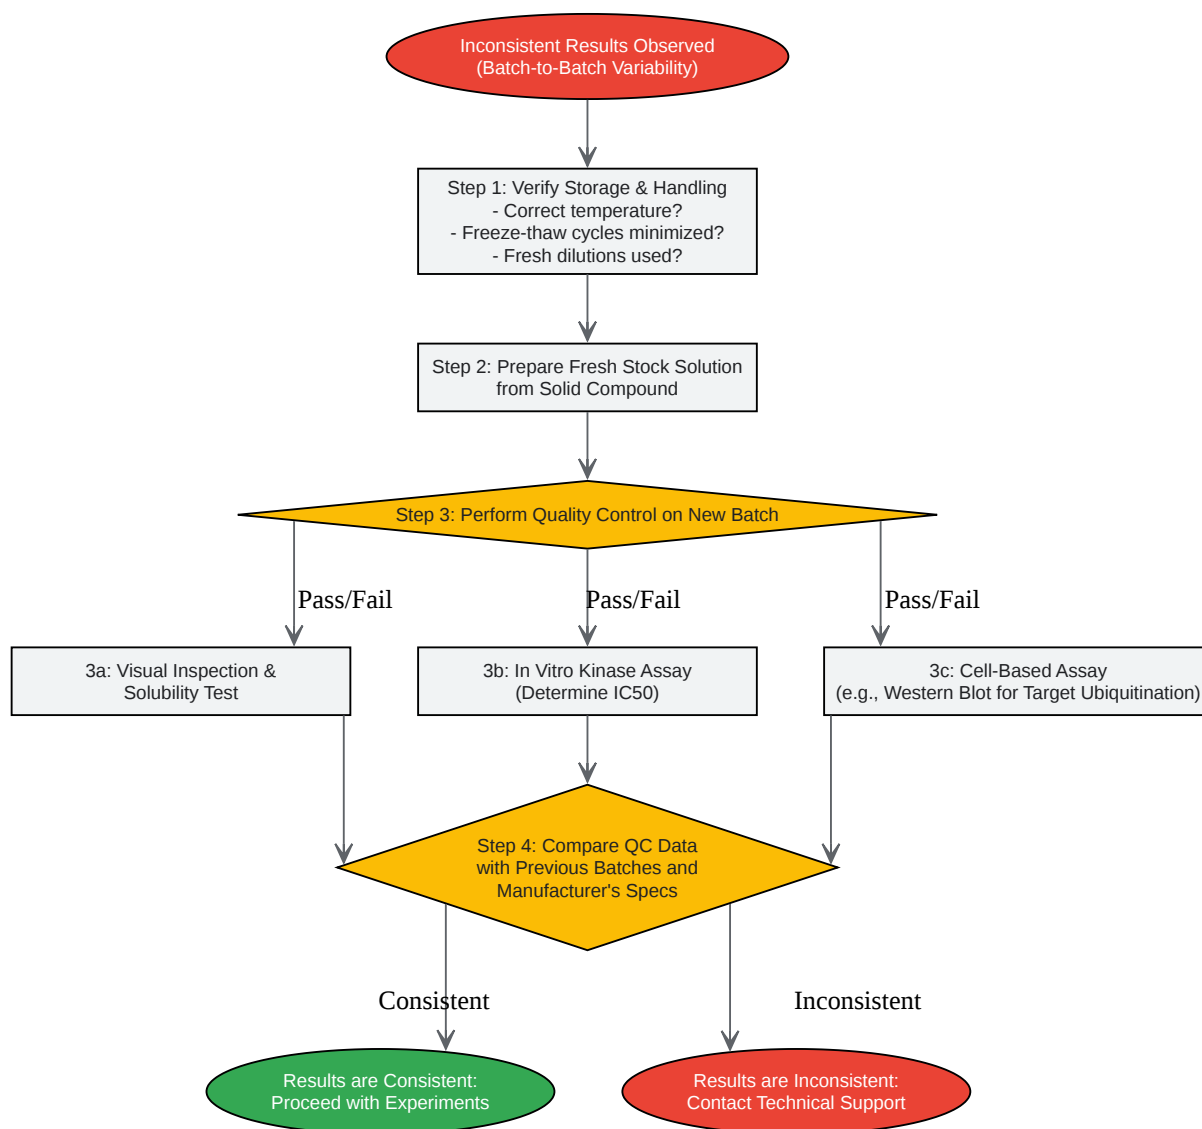 Inconsistent Results Observed
(Batch-to-Batch Variability)
Step 1: Verify Storage & Handling
- Correct temperature?
- Freeze-thaw cycles minimized?
- Fresh dilutions used?
Step 2: Prepare Fresh Stock Solution
from Solid Compound
Step 3: Perform Quality Control on New Batch
Pass/Fail
Pass/Fail
Pass/Fail
3a: Visual Inspection &
Solubility Test
3b: In Vitro Kinase Assay
(Determine IC50)
3c: Cell-Based Assay
(e.g., Western Blot for Target Ubiquitination)
Step 4: Compare QC Data
with Previous Batches and
Manufacturer's Specs
Consistent
Inconsistent
Results are Consistent:
Proceed with Experiments
Results are Inconsistent:
Contact Technical Support